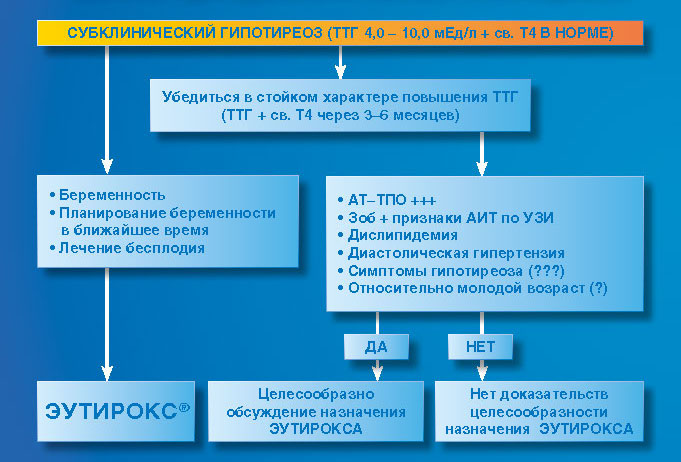 СУБКЛИНИЧЕСКИЙ ГИПОТИРЕОЗ (ТТГ 4,0 – 10,0 мЕд/л + св. Т4 В НОРМЕ)
Убедиться в стойком характере повышения ТТГ
(ТТГ + св. Т4 через 3–6 месяцев)
• Беременность
• Планирование беременности
в ближайшее время
• Лечение бесплодия
• АТ–ТПО +++
• Зоб + признаки АИТ по УЗИ
• Дислипидемия
• Диастолическая гипертензия
• Симптомы гипотиреоза (???)
• Относительно молодой возраст (?)
ДА
НЕТ
ЭУТИРОКС®
Целесообразно
обсуждение назначения
ЭУТИРОКСА
Нет доказательств
целесообразности
назначения ЭУТИРОКСА